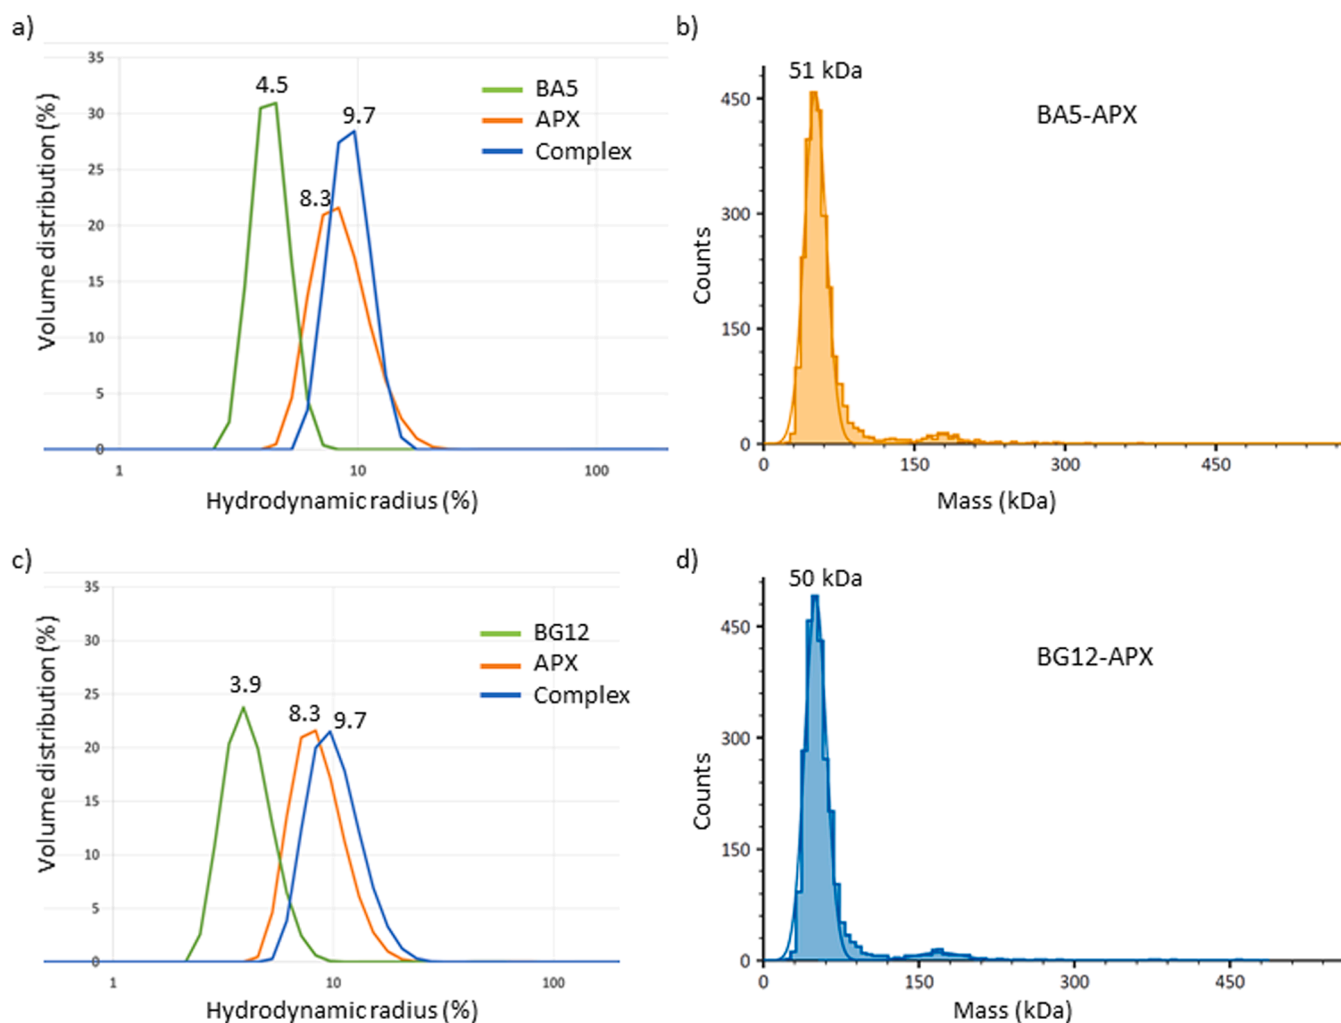 a)
35
30
25
20
15
10
5
0
Volume distribution (%)
4.5
8.3
9.7
BA5
APX
Complex
1
10
100
Hydrodynamic radius (%)
b)
51 kDa
BA5-APX
450
300
150
0
Counts
0
150
300
450
Mass (kDa)
c)
35
30
25
20
15
10
5
0
Volume distribution (%)
3.9
8.3
9.7
BG12
APX
Complex
1
10
100
Hydrodynamic radius (%)
d)
50 kDa
BG12-APX
450
300
150
0
Counts
0
150
300
450
Mass (kDa)